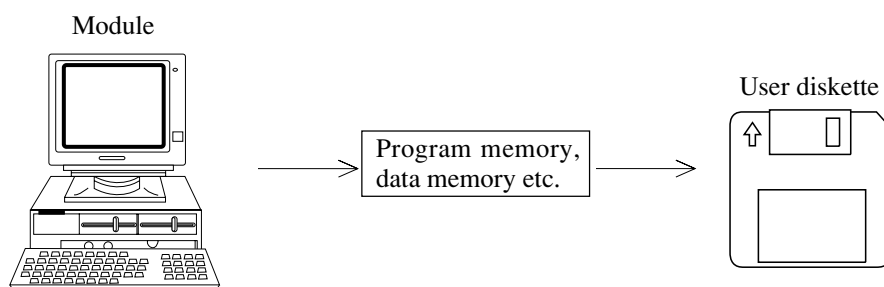 Module
User diskette
Program memory,
data memory etc.